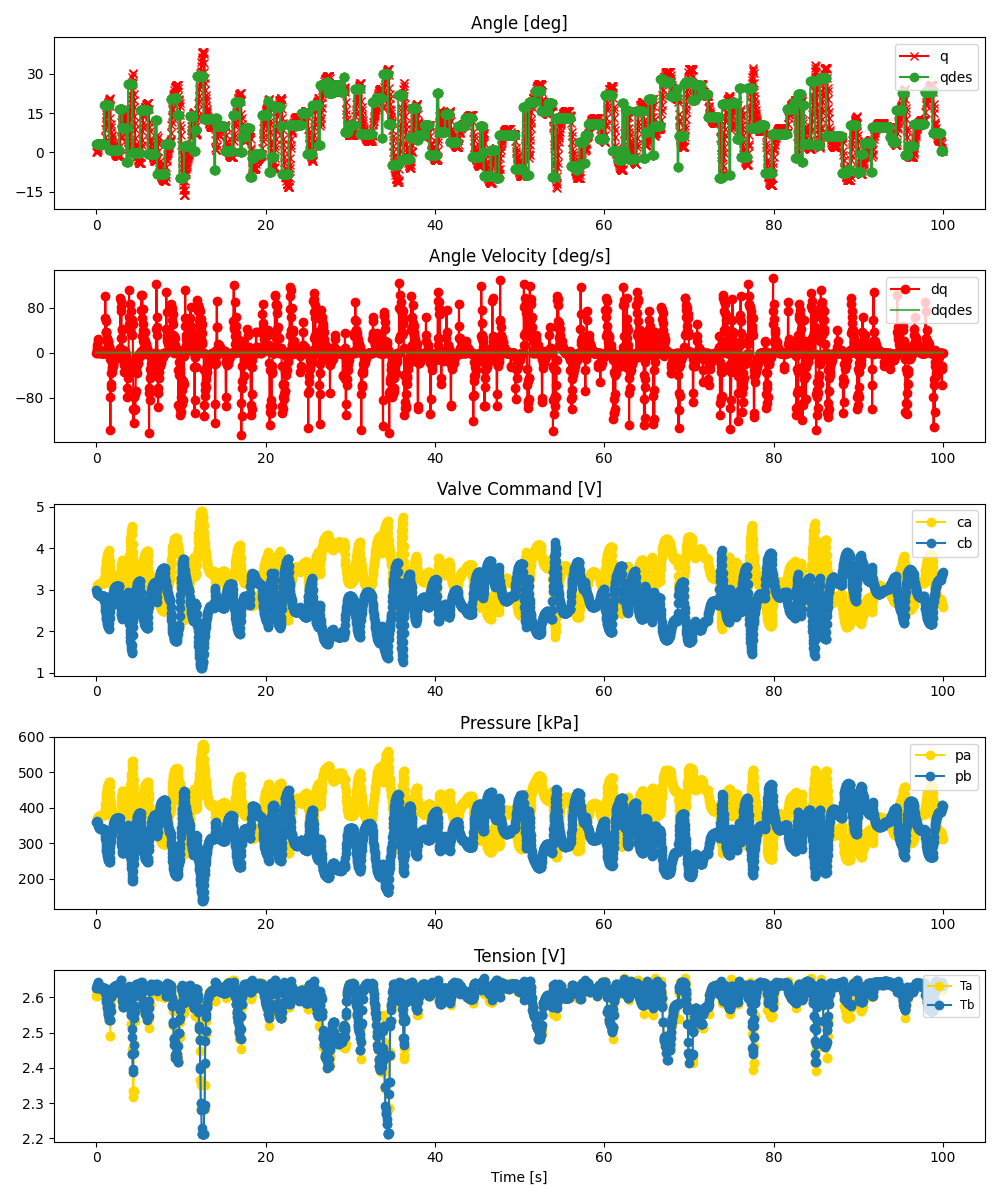 Angle [deg]
30
15
0
−15
q
qdes
0 20 40 60 80 100
Angle Velocity [deg/s]
80
0
−80
dq
dqdes
0 20 40 60 80 100
Valve Command [V]
5
4
3
2
1
ca
cb
0 20 40 60 80 100
Pressure [kPa]
600
500
400
300
200
pa
pb
0 20 40 60 80 100
Tension [V]
2.6
2.5
2.4
2.3
2.2
Ta
Tb
0 20 40 60 80 100
Time [s]